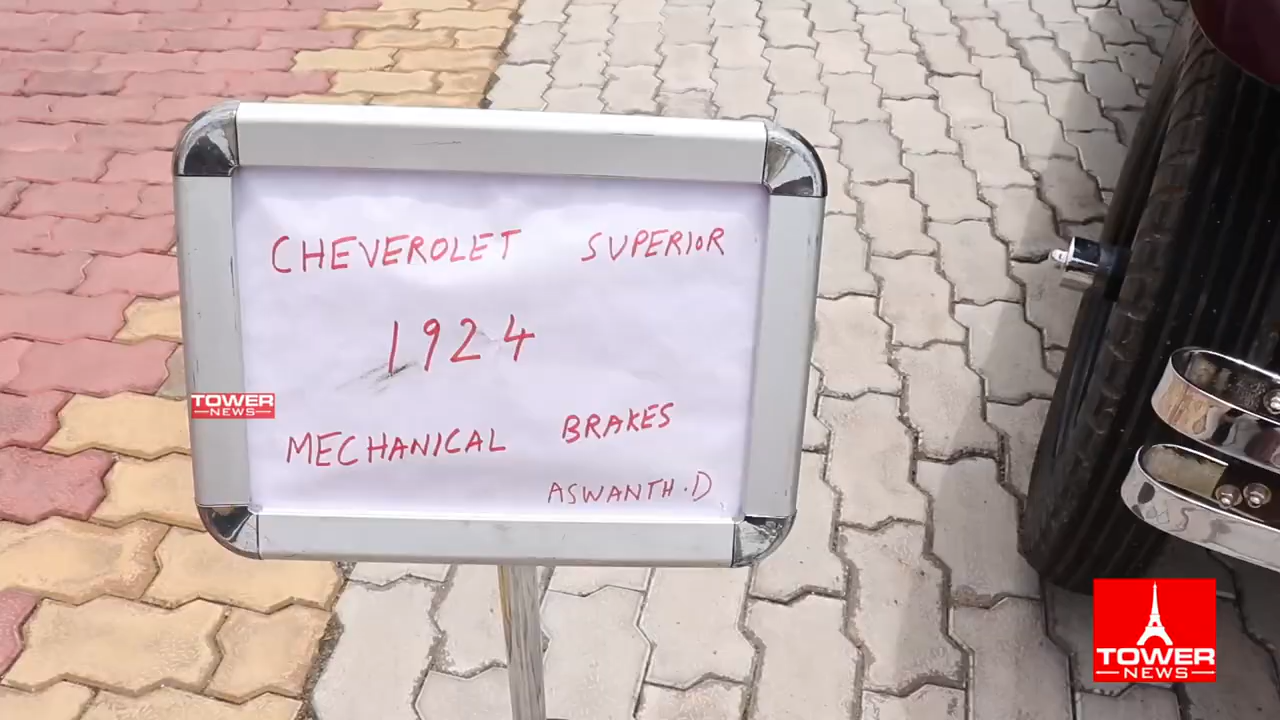 CHEVEROLET SUPERIOR
1924
TOWER
NEWS
MECHANICAL BRAKES
ASWANTH.D
TOWER
NEWS